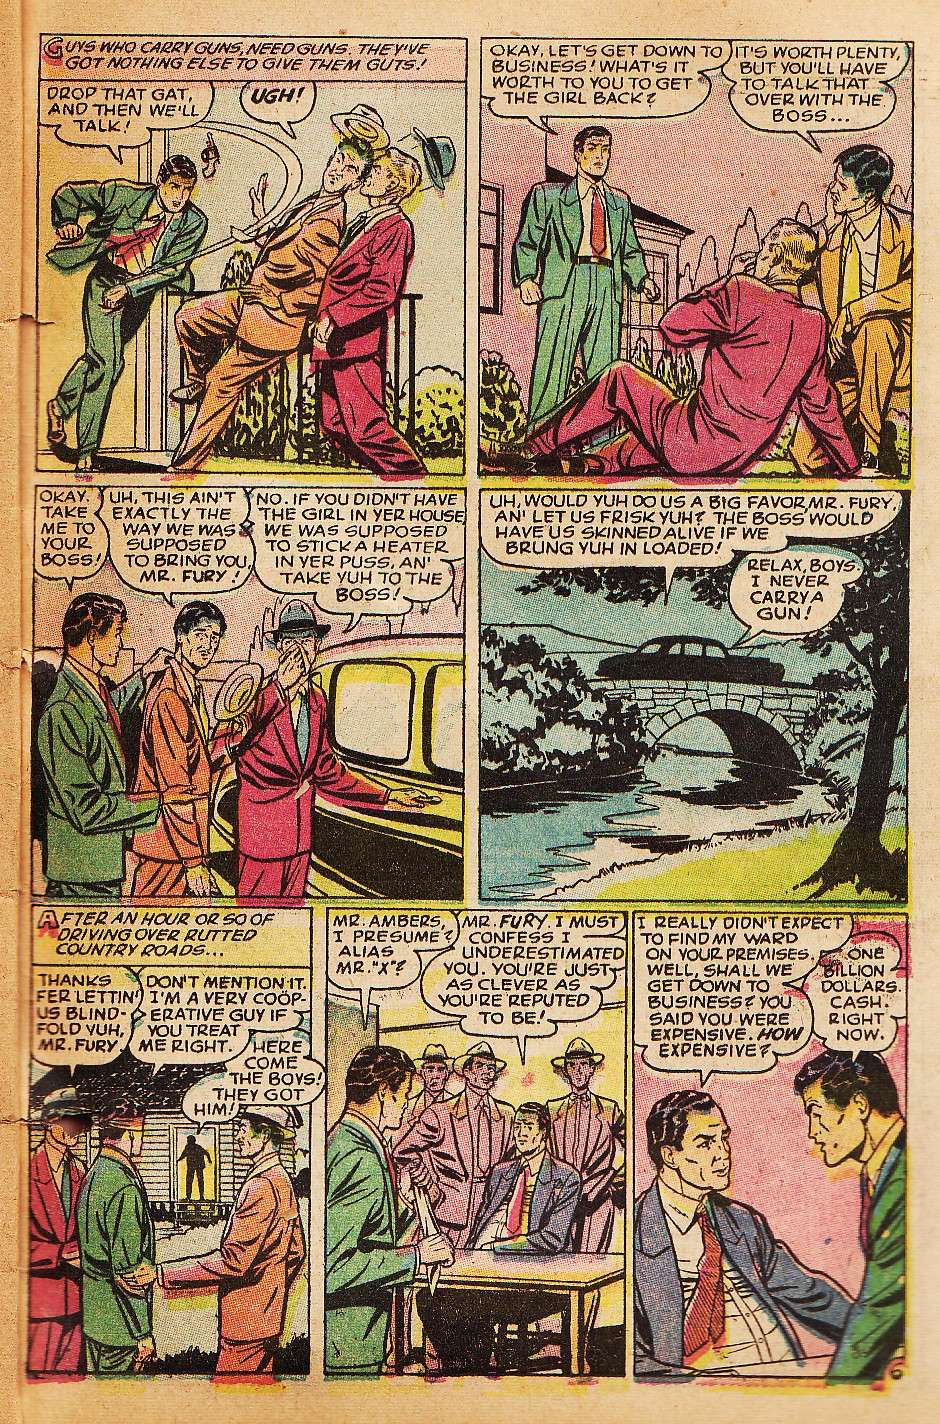 GUYS WHO CARRY GUNS, NEED GUNS. THEY'VE
GOT NOTHING ELSE TO GIVE THEM GUTS!
DROP THAT GAT,
AND THEN WE'LL
TALK!
UGH!
OKAY, LET'S GET DOWN TO
BUSINESS! WHAT'S IT
WORTH TO YOU TO GET
THE GIRL BACK?
IT'S WORTH PLENTY,
BUT YOU'LL HAVE
TO TALK THAT
OVER WITH THE
BOSS...
OKAY.
TAKE
ME TO
YOUR
BOSS!
UH, THIS AIN'T
EXACTLY THE
WAY WE WAS
SUPPOSED
TO BRING YOU,
MR. FURY!
NO. IF YOU DIDN'T HAVE
THE GIRL IN YER HOUSE,
WE WAS SUPPOSED
TO STICK A HEATER
IN YER PUSS, AN'
TAKE YUH TO THE
BOSS!
UH, WOULD YUH DO US A BIG FAVOR, MR. FURY,
AN' LET US FRISK YUH? THE BOSS WOULD
HAVE US SKINNED ALIVE IF WE
BRUNG YUH IN LOADED!
RELAX, BOYS.
I NEVER
CARRY A
GUN!
AFTER AN HOUR OR SO OF
DRIVING OVER RUTTED
COUNTRY ROADS...
THANKS
FER LETTIN'
US BLIND-
FOLD YUH,
MR. FURY.
DON'T MENTION IT.
I'M A VERY COÖP-
ERATIVE GUY IF
YOU TREAT
ME RIGHT.
HERE
COME
THE BOYS!
THEY GOT
HIM!
MR. AMBERS,
I PRESUME?
ALIAS
MR. "X"?
MR. FURY, I MUST
CONFESS I
UNDERESTIMATED
YOU. YOU'RE JUST
AS CLEVER AS
YOU'RE REPUTED
TO BE!
I REALLY DIDN'T EXPECT
TO FIND MY WARD
ON YOUR PREMISES.
WELL, SHALL WE
GET DOWN TO
BUSINESS? YOU
SAID YOU WERE
EXPENSIVE. HOW
EXPENSIVE?
ONE
BILLION
DOLLARS.
CASH.
RIGHT
NOW.
6